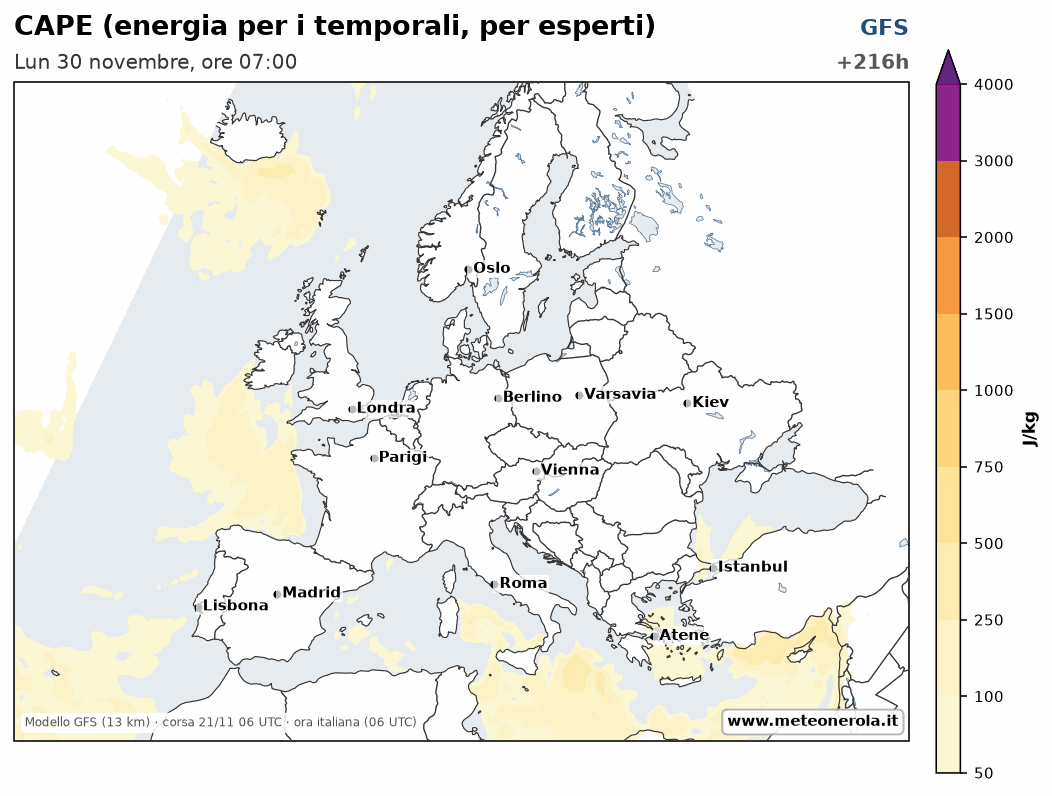 CAPE (energia per i temporali, per esperti)
GFS
Lun 30 novembre, ore 07:00
+216h
4000
3000
2000
1500
1000
750
500
250
100
50
J/kg
Oslo
Londra
Berlino
Varsavia
Kiev
Parigi
Vienna
Istanbul
Roma
Madrid
Lisbona
Atene
Modello GFS (13 km) · corsa 21/11 06 UTC · ora italiana (06 UTC)
www.meteonerola.it